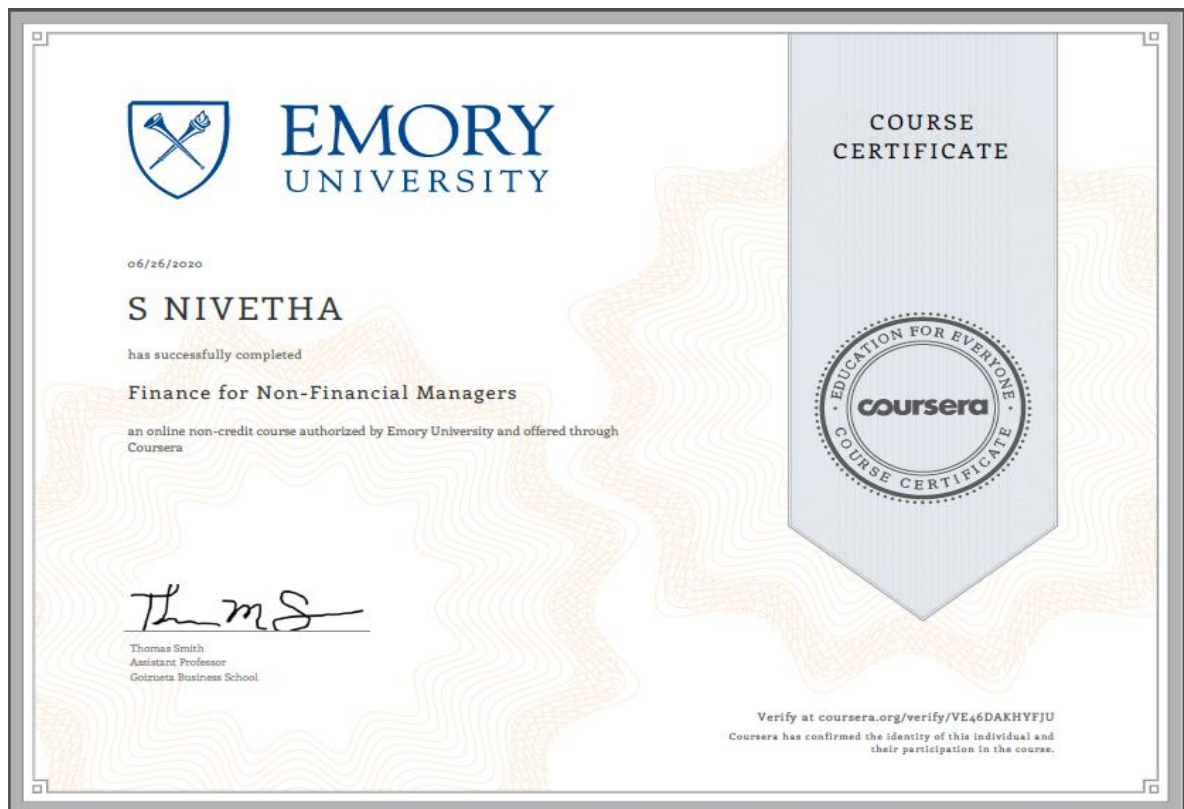 EMORY
UNIVERSITY
06/26/2020
S NIVETHA
has successfully completed
Finance for Non-Financial Managers
an online non-credit course authorized by Emory University and offered through
Coursera
Thomas Smith
Assistant Professor
Goizueta Business School
COURSE
CERTIFICATE
EDUCATION FOR EVERYONE
coursera
COURSE CERTIFICATE
Verify at coursera.org/verify/VE46DAKHYFJU
Coursera has confirmed the identity of this individual and
their participation in the course.